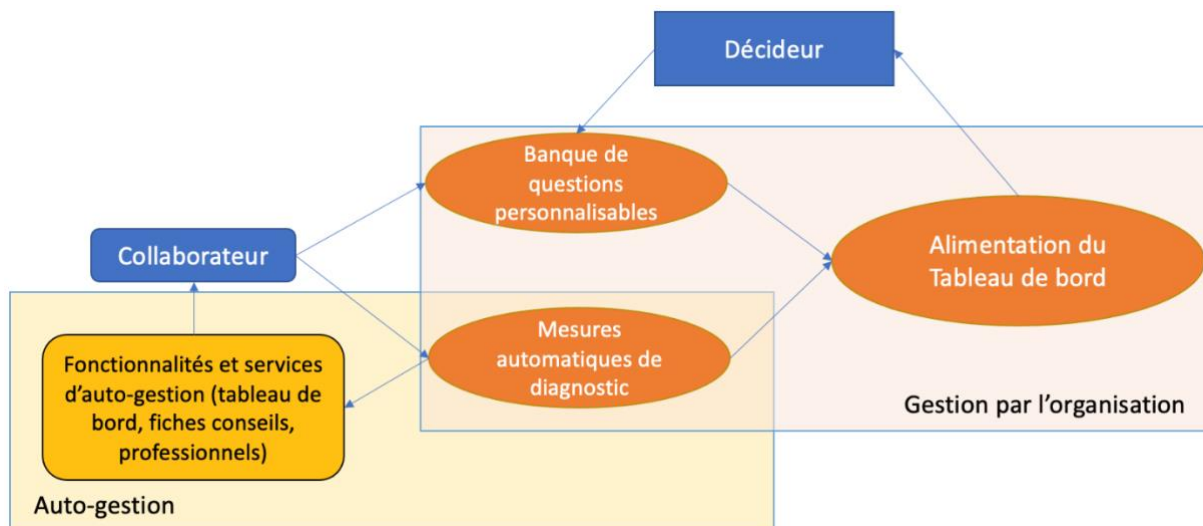 Décideur
Banque de
questions
personnalisables
Collaborateur
Alimentation du
Tableau de bord
Mesures
automatiques de
diagnostic
Fonctionnalités et services
d’auto-gestion (tableau de
bord, fiches conseils,
professionnels)
Gestion par l’organisation
Auto-gestion